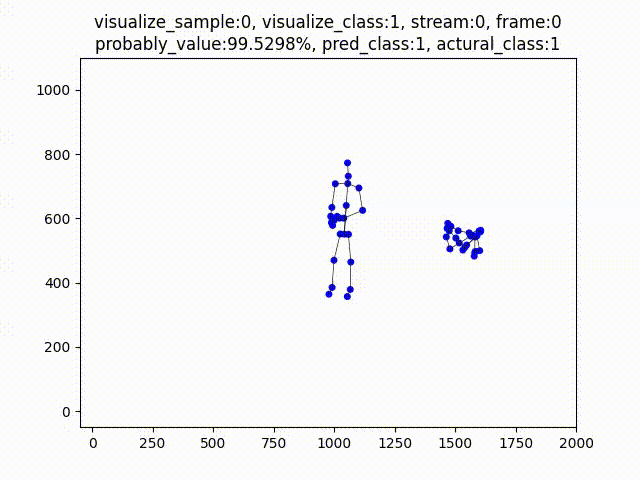 visualize_sample:0, visualize_class:1, stream:0, frame:0
probably_value:99.5298%, pred_class:1, actural_class:1
1000
800
600
400
200
0
0 250 500 750 1000 1250 1500 1750 2000